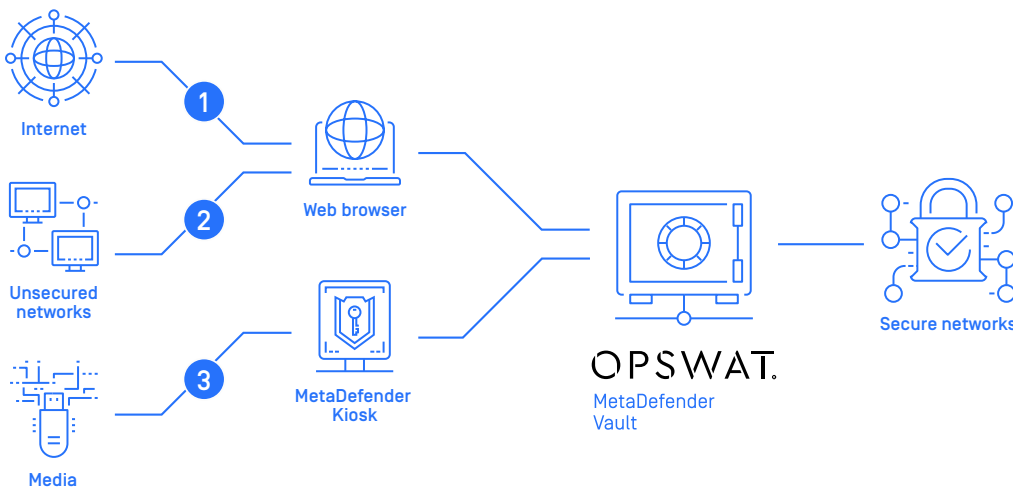 Internet
1
Web browser
2
Unsecured
networks
MetaDefender
Kiosk
3
Media
OPSWAT.
MetaDefender
Vault
Secure networks